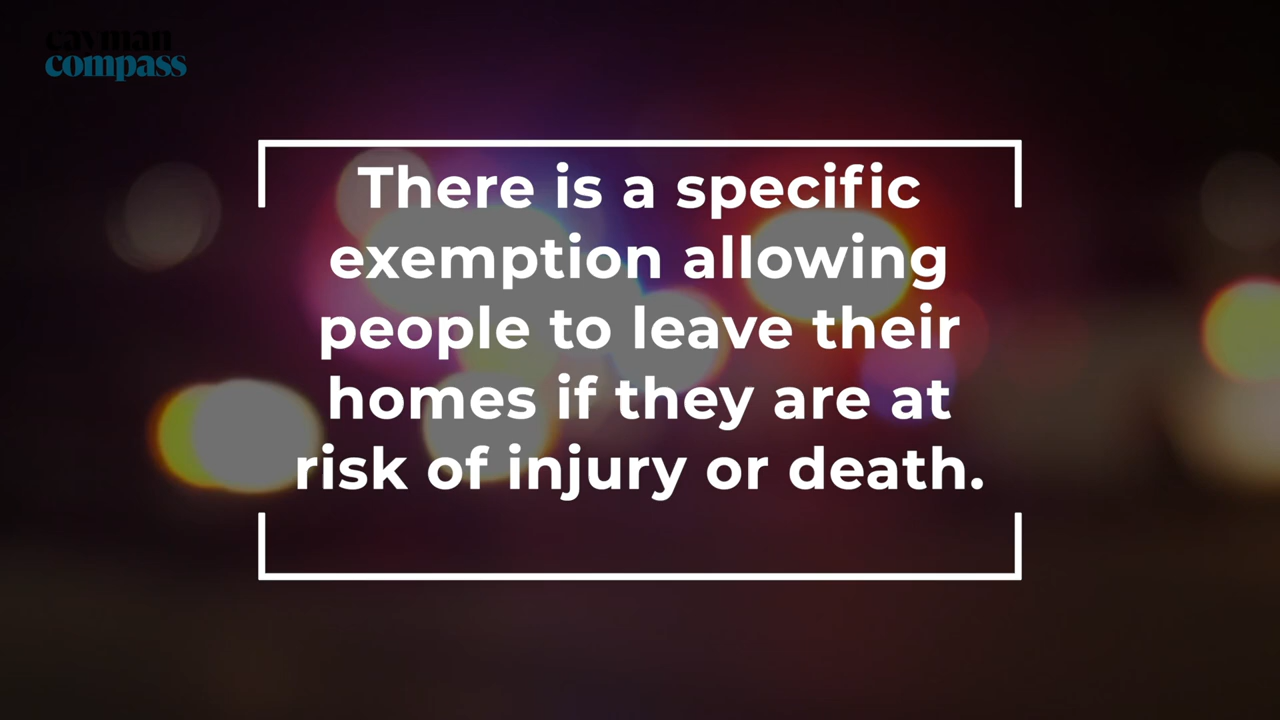 cayman
compass
There is a specific
exemption allowing
people to leave their
homes if they are at
risk of injury or death.